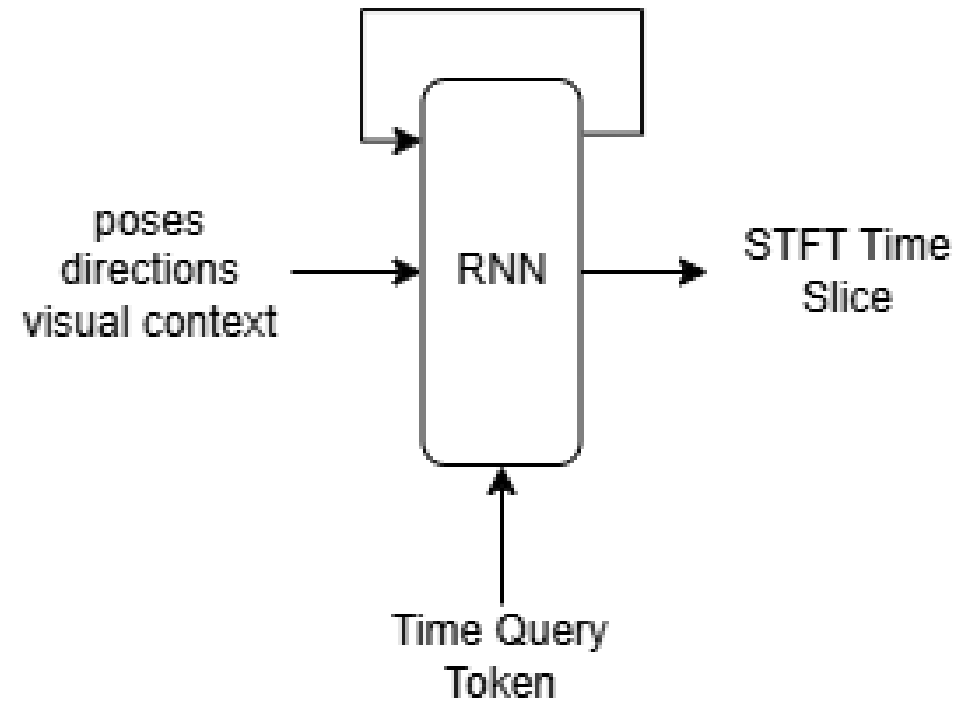 poses
directions
visual context
RNN
STFT Time
Slice
Time Query
Token